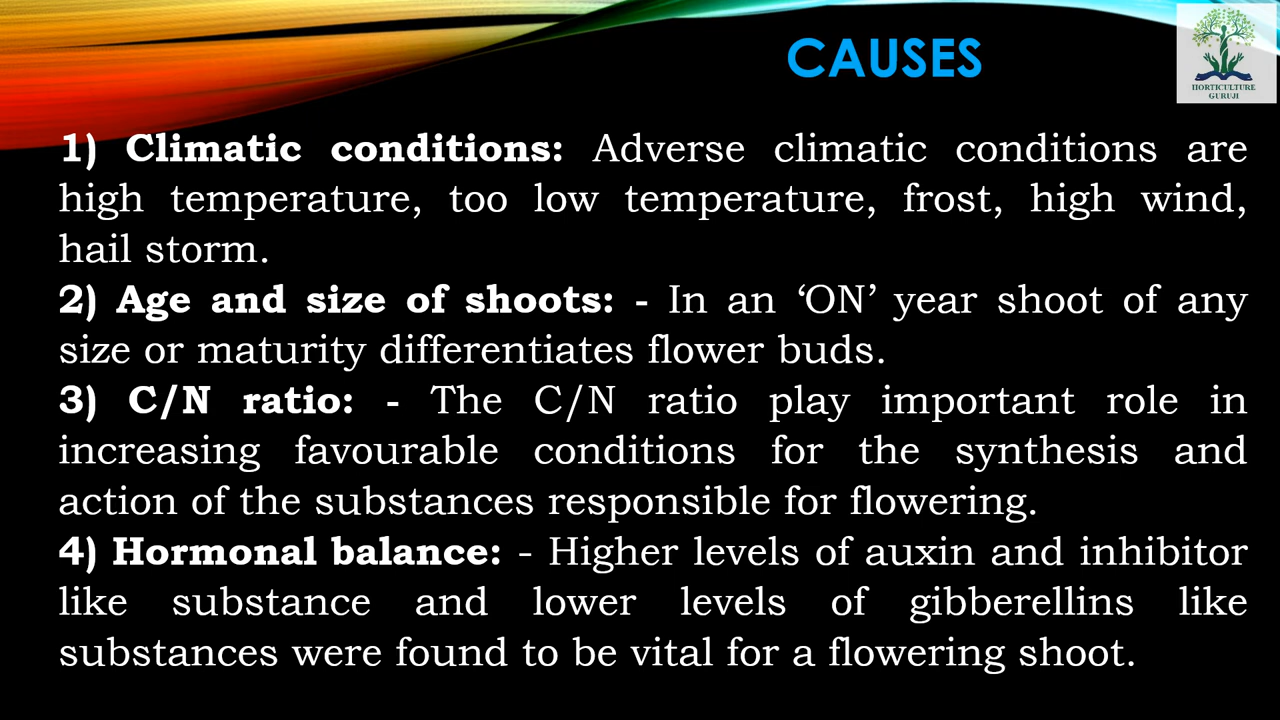 CAUSES
HORTICULTURE
GURUJI
1) Climatic conditions: Adverse climatic conditions are
high temperature, too low temperature, frost, high wind,
hail storm.
2) Age and size of shoots: - In an ‘ON’ year shoot of any
size or maturity differentiates flower buds.
3) C/N ratio: - The C/N ratio play important role in
increasing favourable conditions for the synthesis and
action of the substances responsible for flowering.
4) Hormonal balance: - Higher levels of auxin and inhibitor
like substance and lower levels of gibberellins like
substances were found to be vital for a flowering shoot.